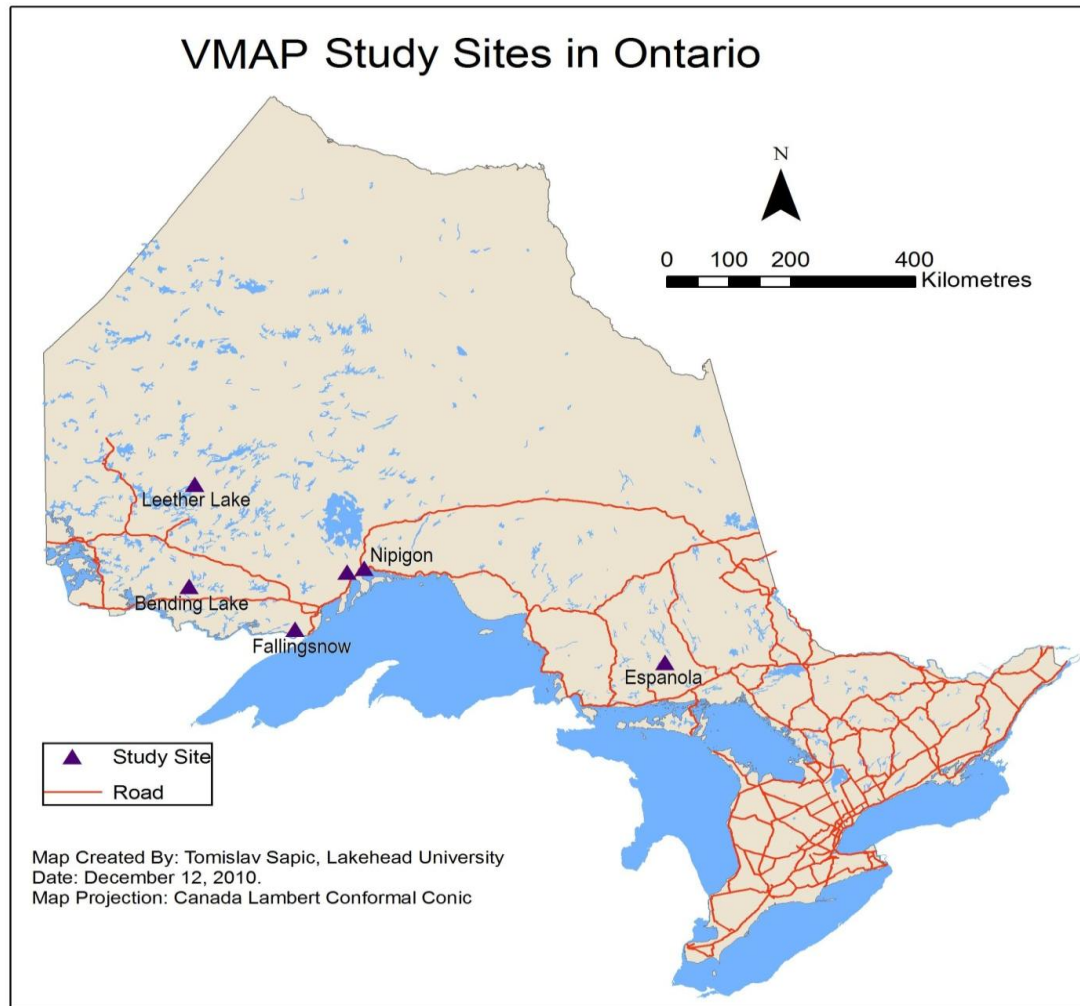 VMAP Study Sites in Ontario
N
0 100 200 400
Kilometres
Leether Lake
Nipigon
Bending Lake
Fallingsnow
Espanola
Study Site
Road
Map Created By: Tomislav Sapic, Lakehead University
Date: December 12, 2010.
Map Projection: Canada Lambert Conformal Conic